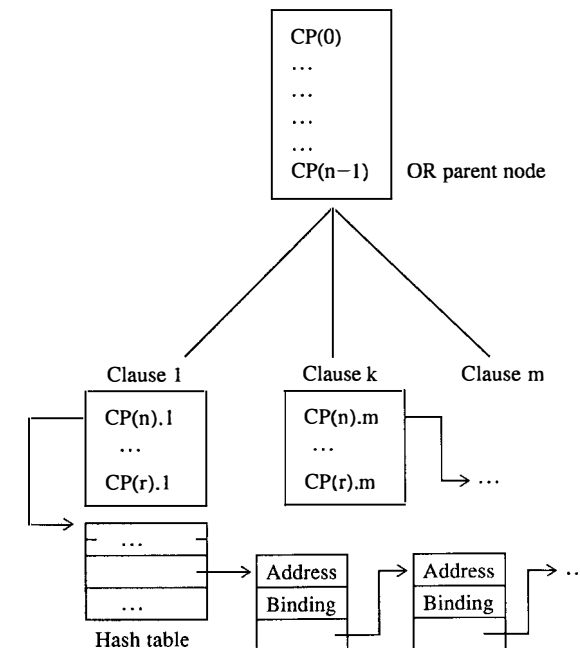 CP(0)
...
...
...
...
CP(n−1) OR parent node
Clause 1 Clause k Clause m
CP(n).1 CP(n).m
... ...
CP(r).1 CP(r).m ...
...
Address Address ...
... Binding Binding
Hash table